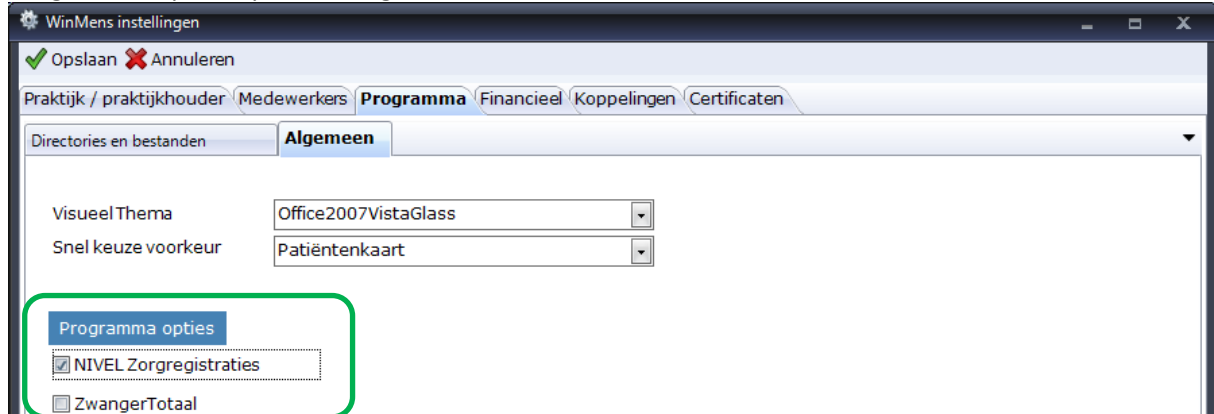 WinMens instellingen
Opslaan Annuleren
Praktijk / praktijkhouder Medewerkers Programma Financieel Koppelingen Certificaten
Directories en bestanden Algemeen
Visueel Thema Office2007VistaGlass
Snel keuze voorkeur Patiëntenkaart
Programma opties
NIVEL Zorgregistraties
ZwangerTotaal